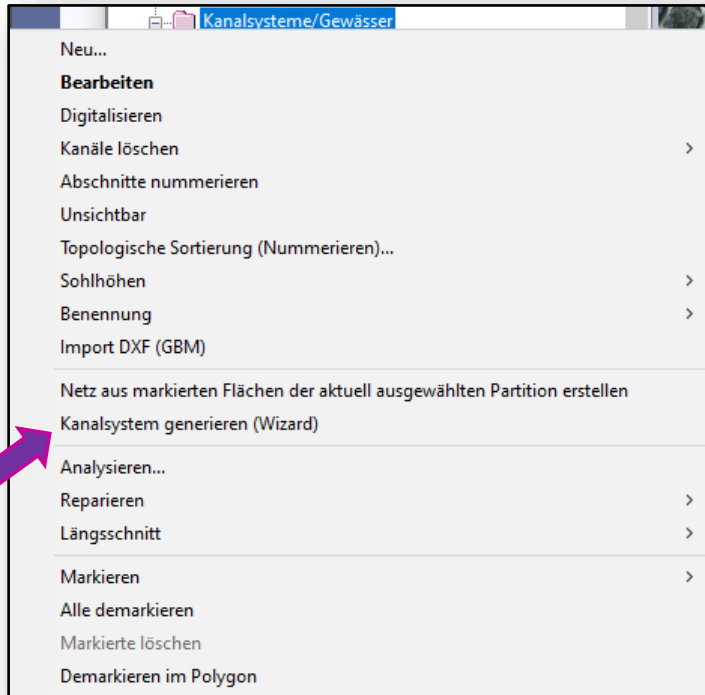 Kanalsysteme/Gewässer
Neu...
Bearbeiten
Digitalisieren
Kanäle löschen
Abschnitte nummerieren
Unsichtbar
Topologische Sortierung (Nummerieren)...
Sohlhöhen
Benennung
Import DXF (GBM)
Netz aus markierten Flächen der aktuell ausgewählten Partition erstellen
Kanalsystem generieren (Wizard)
Analysieren...
Reparieren
Längsschnitt
Markieren
Alle demarkieren
Markierte löschen
Demarkieren im Polygon